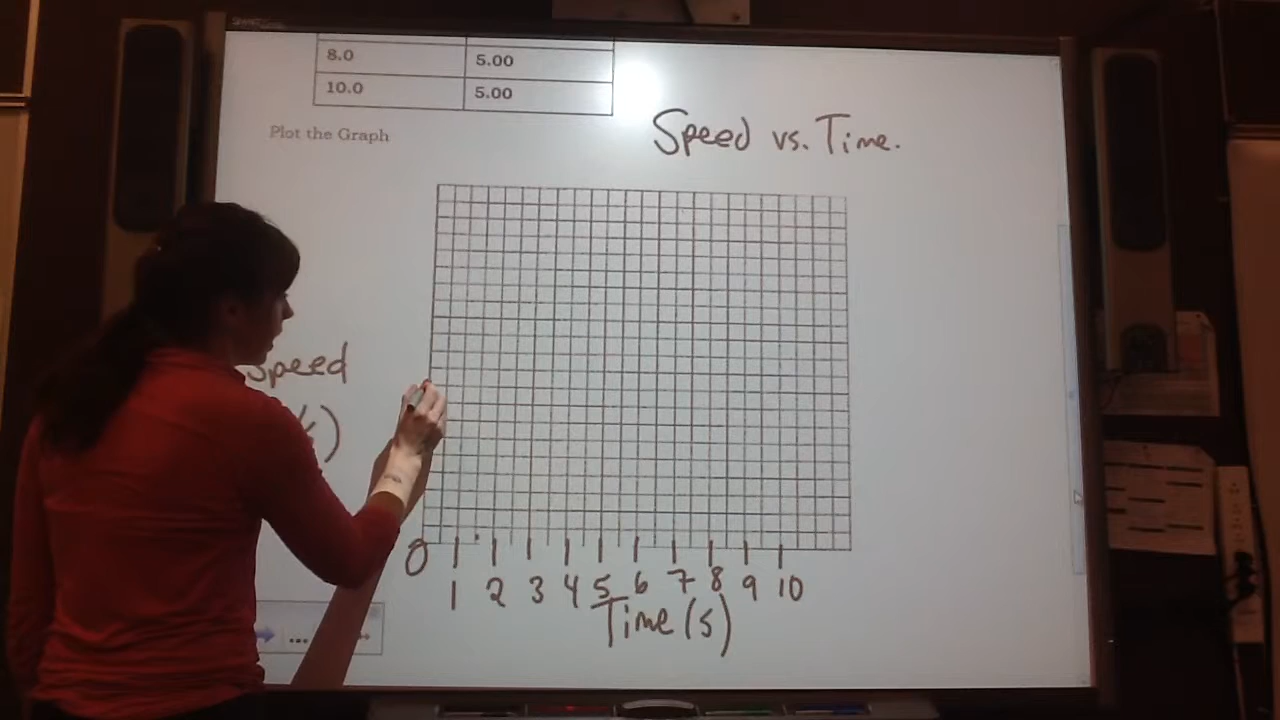 8.0 5.00
10.0 5.00
Plot the Graph
Speed vs. Time.
Speed
0
1 2 3 4 5 6 7 8 9 10
Time (s)